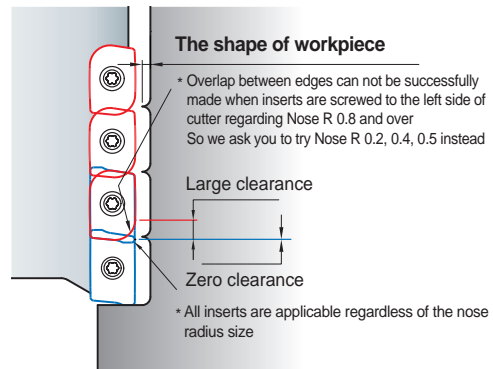 The shape of workpiece
* Overlap between edges can not be successfully
made when inserts are screwed to the left side of
cutter regarding Nose R 0.8 and over
So we ask you to try Nose R 0.2, 0.4, 0.5 instead
Large clearance
Zero clearance
* All inserts are applicable regardless of the nose
radius size